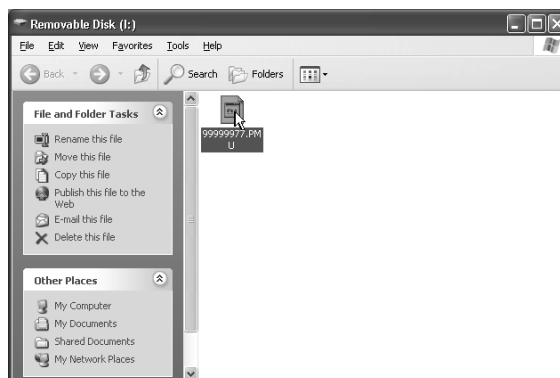 Removable Disk (I:)
File Edit View Favorites Tools Help
Back Search Folders
File and Folder Tasks
Rename this file
Move this file
Copy this file
Publish this file to the
Web
E-mail this file
Delete this file
Other Places
My Computer
My Documents
Shared Documents
My Network Places
99999977.PM
U